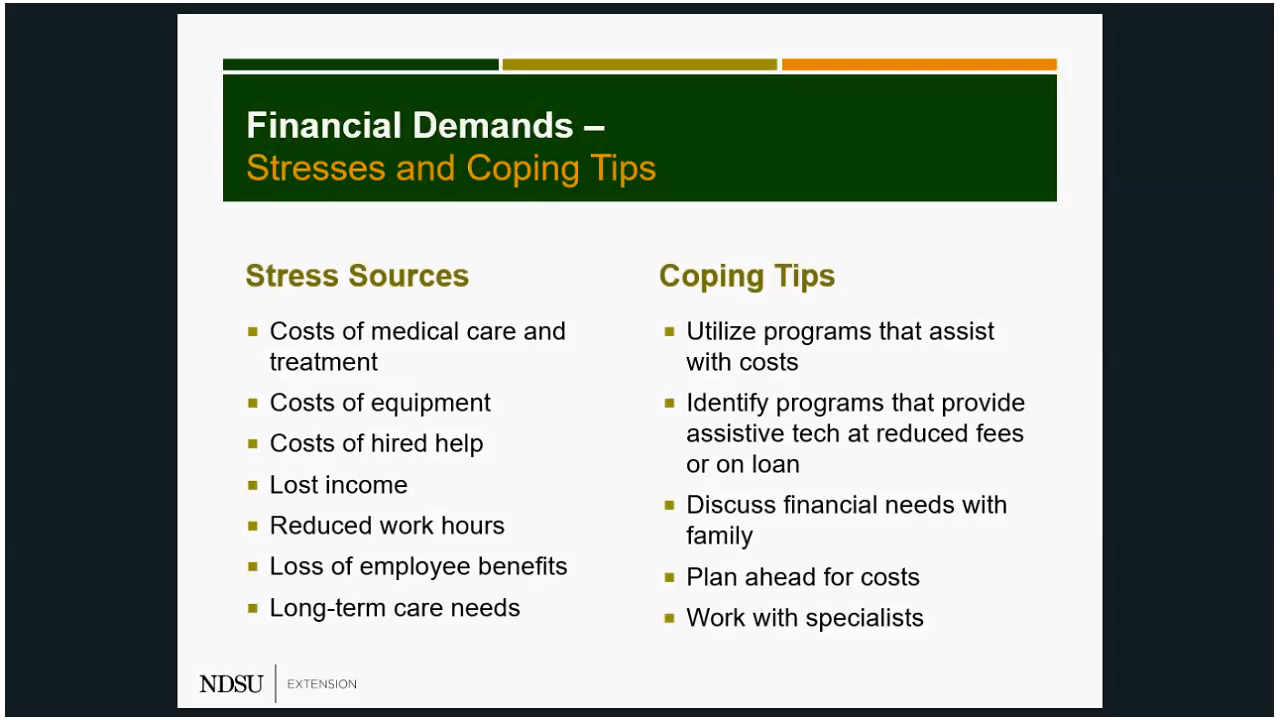 Financial Demands –
Stresses and Coping Tips
Stress Sources
Costs of medical care and
treatment
Costs of equipment
Costs of hired help
Lost income
Reduced work hours
Loss of employee benefits
Long-term care needs
Coping Tips
Utilize programs that assist
with costs
Identify programs that provide
assistive tech at reduced fees
or on loan
Discuss financial needs with
family
Plan ahead for costs
Work with specialists
NDSU EXTENSION